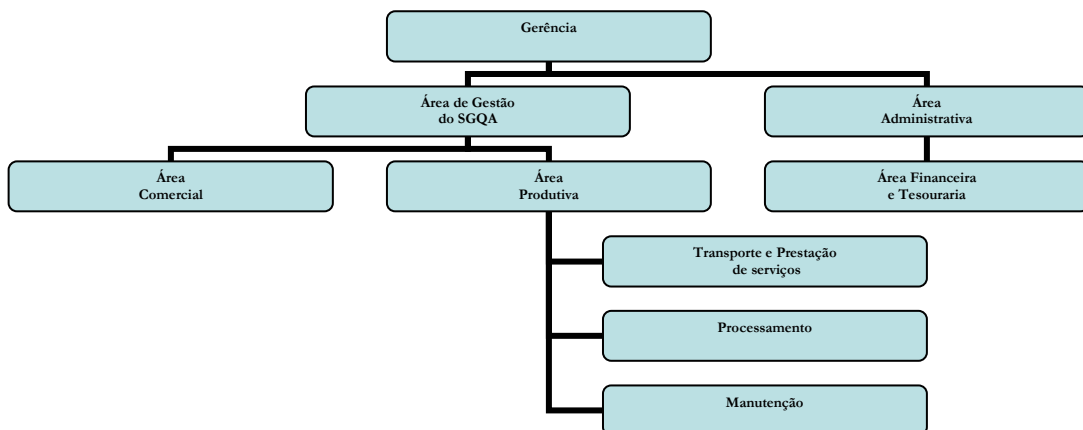 Gerência
Área de Gestão
do SGQA
Área
Administrativa
Área
Comercial
Área
Produtiva
Área Financeira
e Tesouraria
Transporte e Prestação
de serviços
Processamento
Manutenção